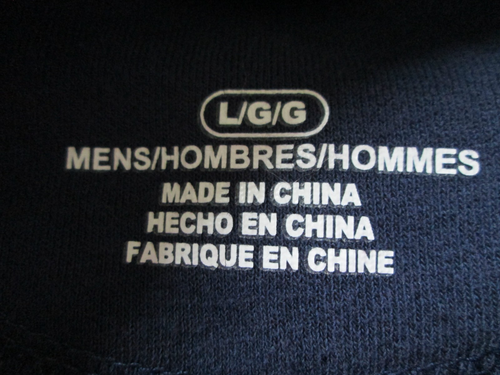 L/G/G
MENS/HOMBRES/HOMMES
MADE IN CHINA
HECHO EN CHINA
FABRIQUE EN CHINE